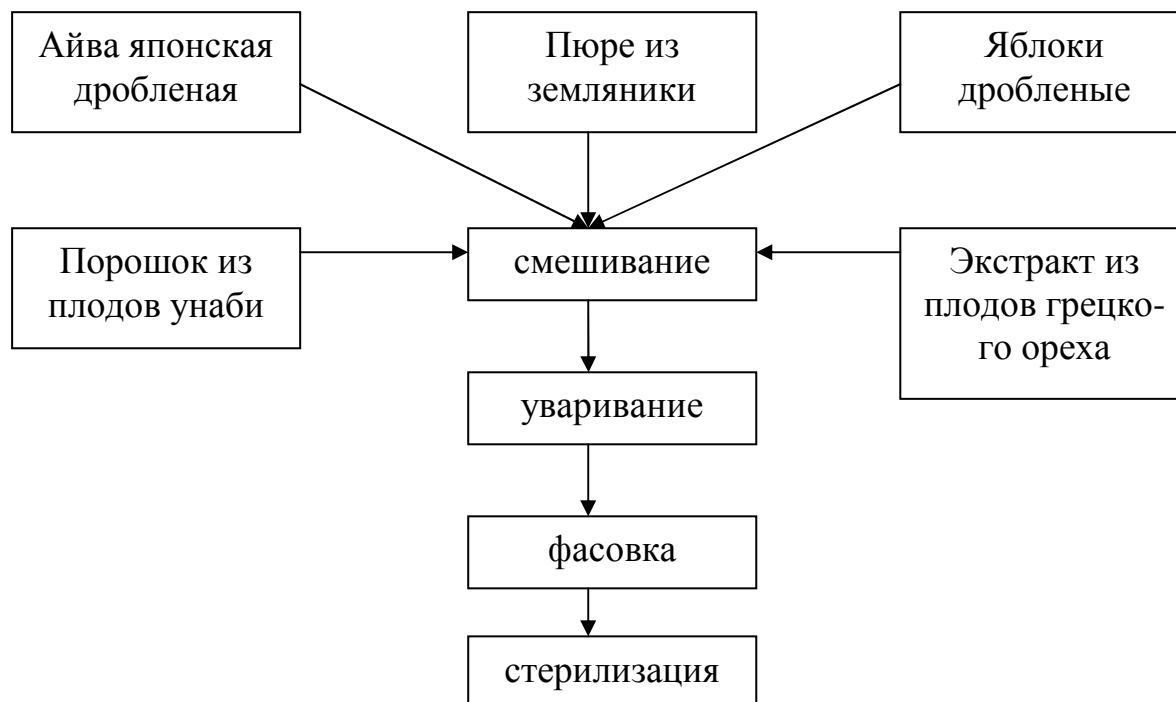 Айва японская
дробленая
Пюре из
земляники
Яблоки
дробленые
Порошок из
плодов унаби
смешивание
Экстракт из
плодов грецко-
го ореха
уваривание
фасовка
стерилизация